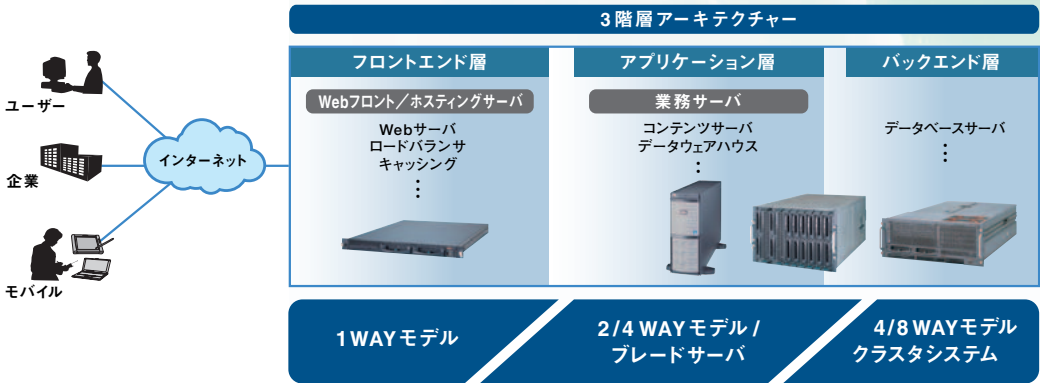 3階層アーキテクチャー
フロントエンド層
アプリケーション層
バックエンド層
Webフロント／ホスティングサーバ
業務サーバ
Webサーバ
ロードバランサ
キャッシング
コンテンツサーバ
データウェアハウス
データベースサーバ
ユーザー
企業
モバイル
インターネット
1WAYモデル
2/4 WAYモデル /
ブレードサーバ
4/8 WAYモデル
クラスタシステム